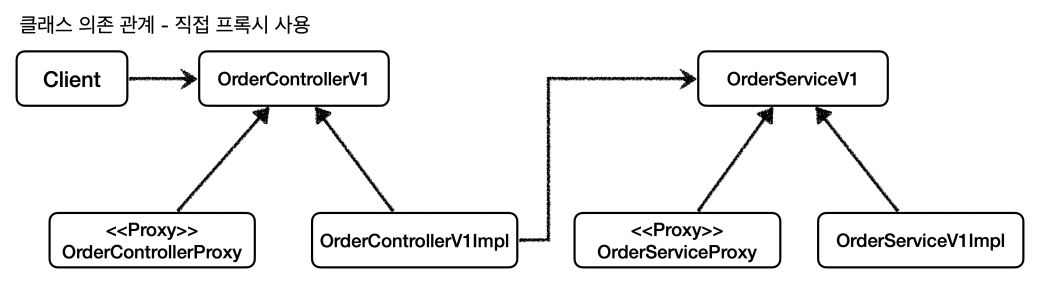 클래스 의존 관계 - 직접 프록시 사용
Client
OrderControllerV1
OrderServiceV1
<<Proxy>>
OrderControllerProxy
OrderControllerV1Impl
<<Proxy>>
OrderServiceProxy
OrderServiceV1Impl